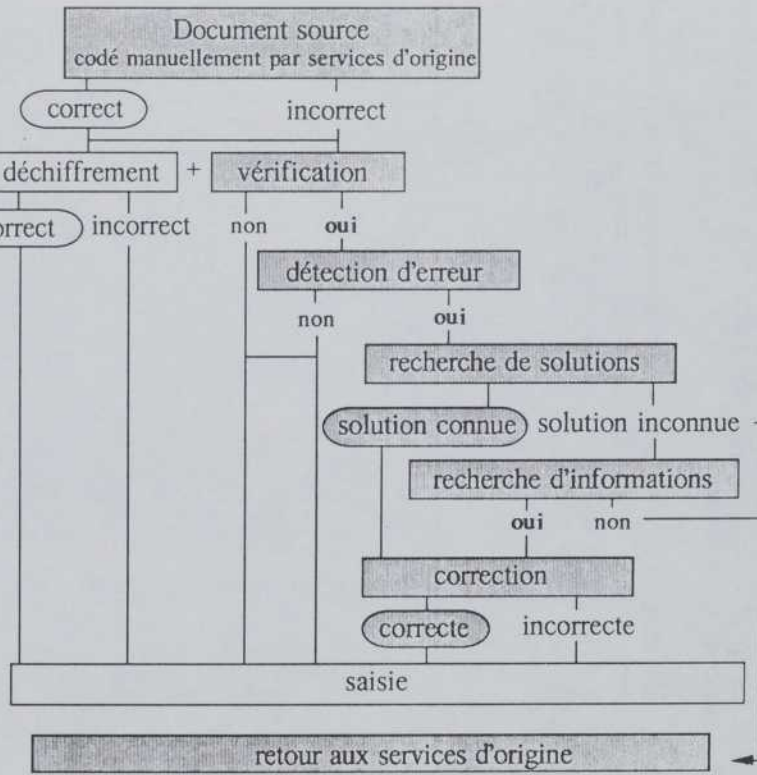 Document source
codé manuellement par services d'origine
correct incorrect
déchiffrement + vérification
incorrect non oui
détection d'erreur
non oui
recherche de solutions
solution connue solution inconnue
recherche d'informations
oui non
correction
correcte incorrecte
saisie
retour aux services d'origine